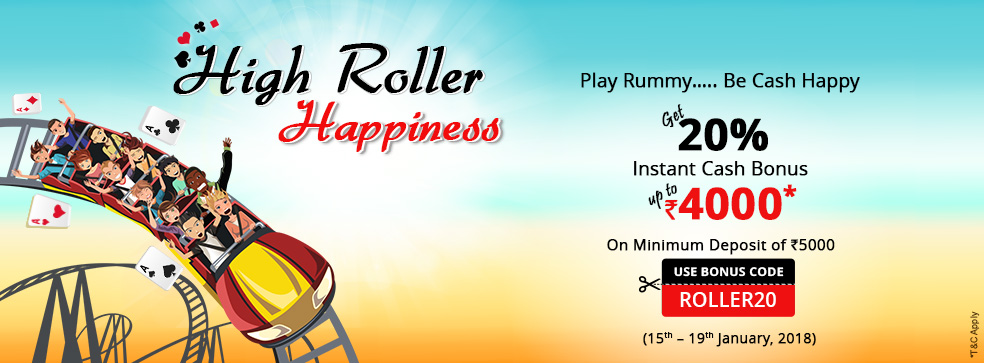 High Roller
Happiness
Play Rummy..... Be Cash Happy
Get
20%
Instant Cash Bonus
up to
₹4000*
On Minimum Deposit of ₹5000
USE BONUS CODE
ROLLER20
(15th – 19th January, 2018)
*T&C Apply
A
A
A
A